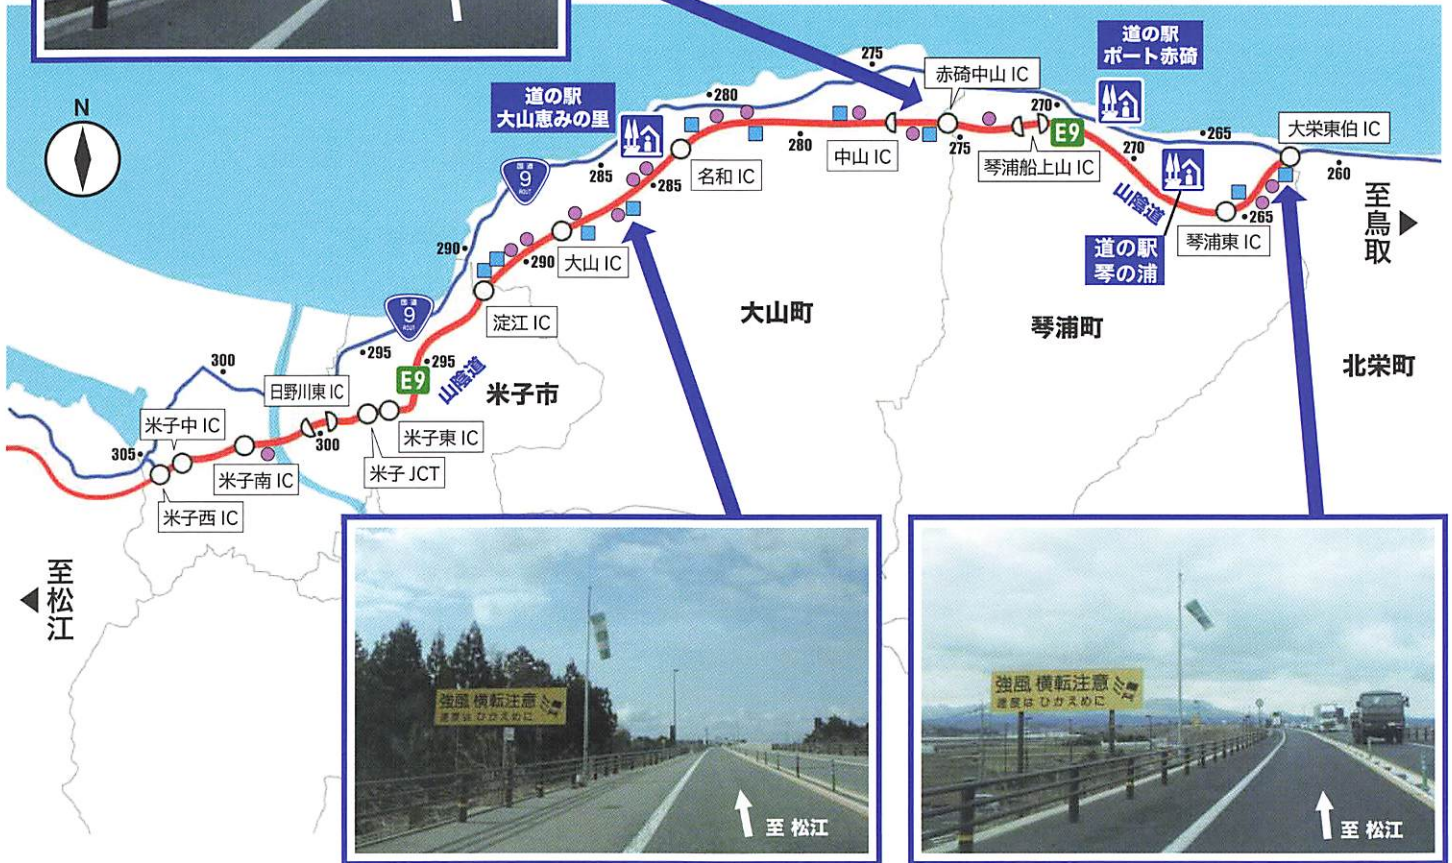 N
275
道の駅
ポート赤碕
赤碕中山 IC
道の駅
大山恵みの里
280
270
E9
265
大栄東伯 IC
国道
9
ROUTE
285
名和 IC
280
中山 IC
275
琴浦船上山 IC
270
260
至鳥取
山陰道
285
290
265
琴浦東 IC
道の駅
琴の浦
290
大山 IC
国道
9
ROUTE
淀江 IC
大山町
琴浦町
北栄町
295
295
E9
山陰道
米子市
300
日野川東 IC
米子中 IC
305
300
米子東 IC
米子南 IC
米子 JCT
米子西 IC
至松江
強風 横転注意
速度は ひかえめに
至 松江
強風 横転注意
速度は ひかえめに
至 松江